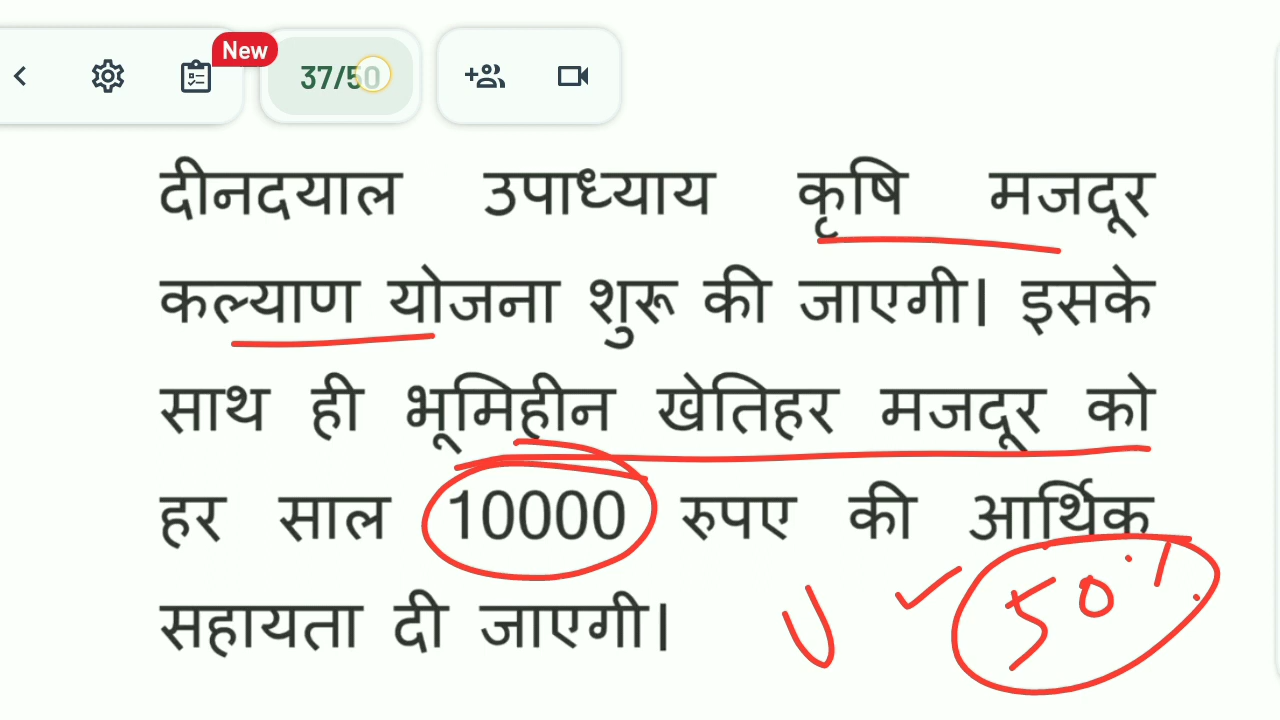 New
37/50
दीनदयाल उपाध्याय कृषि मजदूर
कल्याण योजना शुरू की जाएगी। इसके
साथ ही भूमिहीन खेतिहर मजदूर को
हर साल 10000 रुपए की आर्थिक
सहायता दी जाएगी।
50%